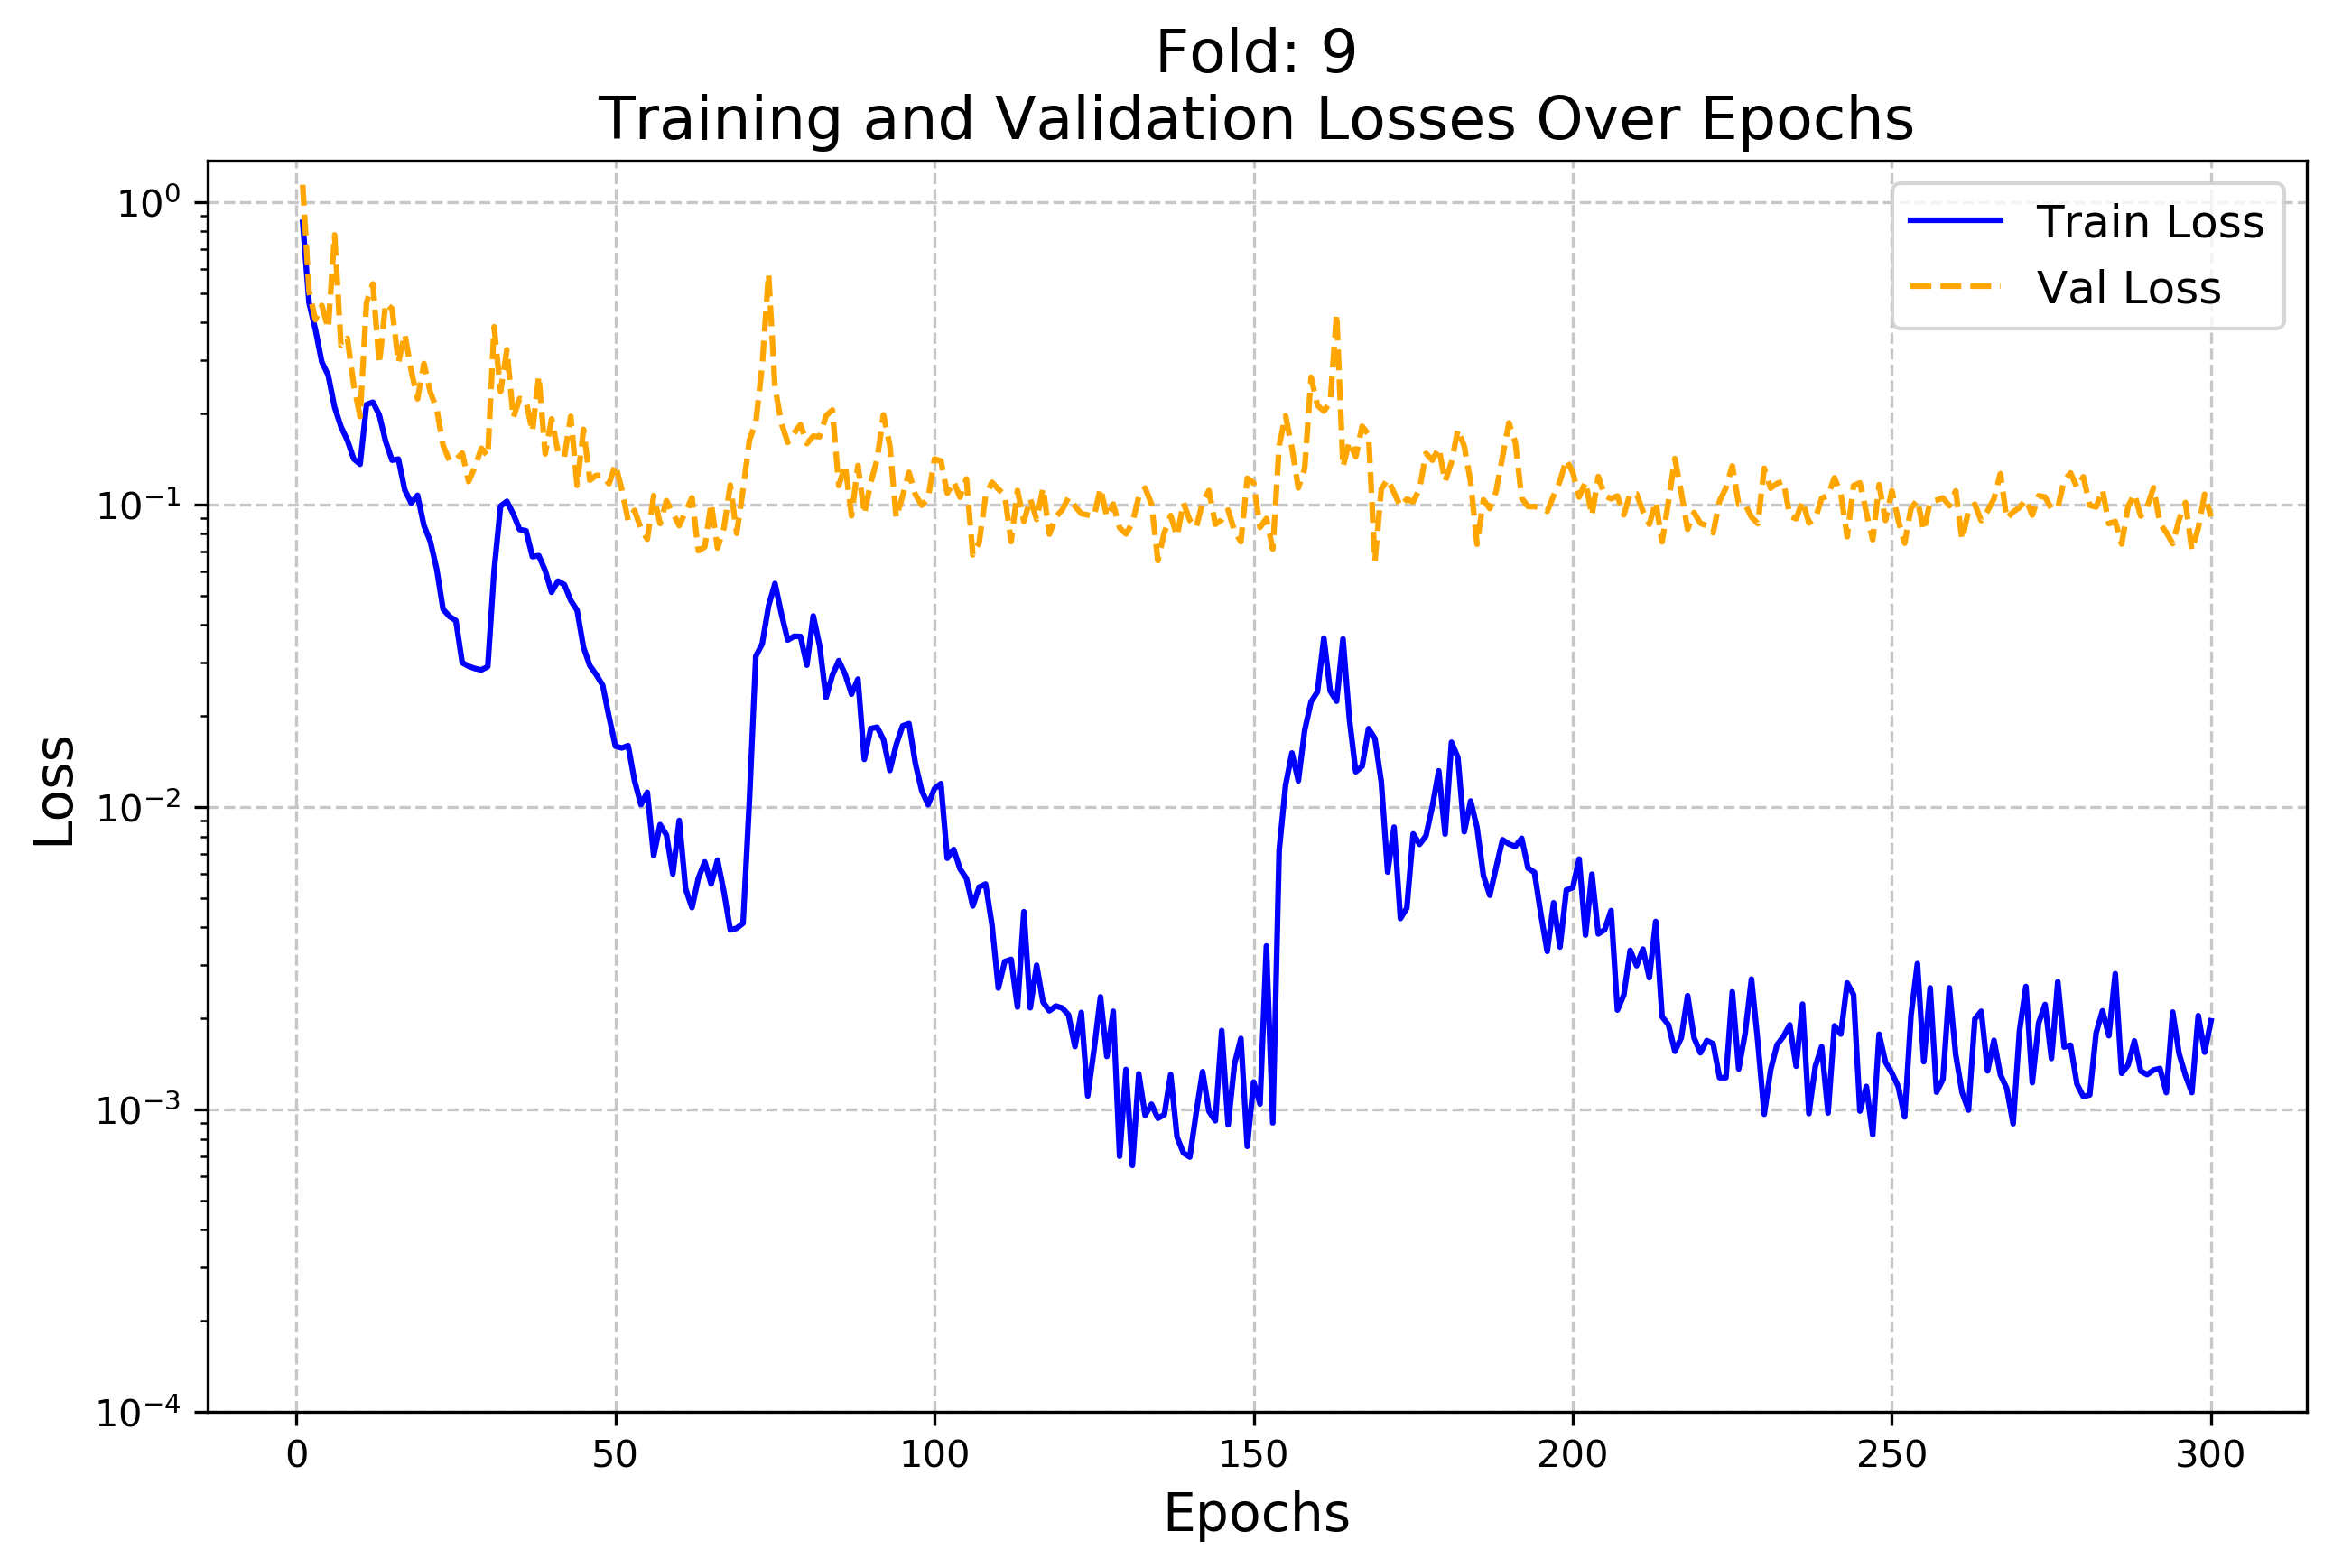 Fold: 9
Training and Validation Losses Over Epochs
Train Loss
Val Loss
Loss
10⁰
10⁻¹
10⁻²
10⁻³
10⁻⁴
0 50 100 150 200 250 300
Epochs